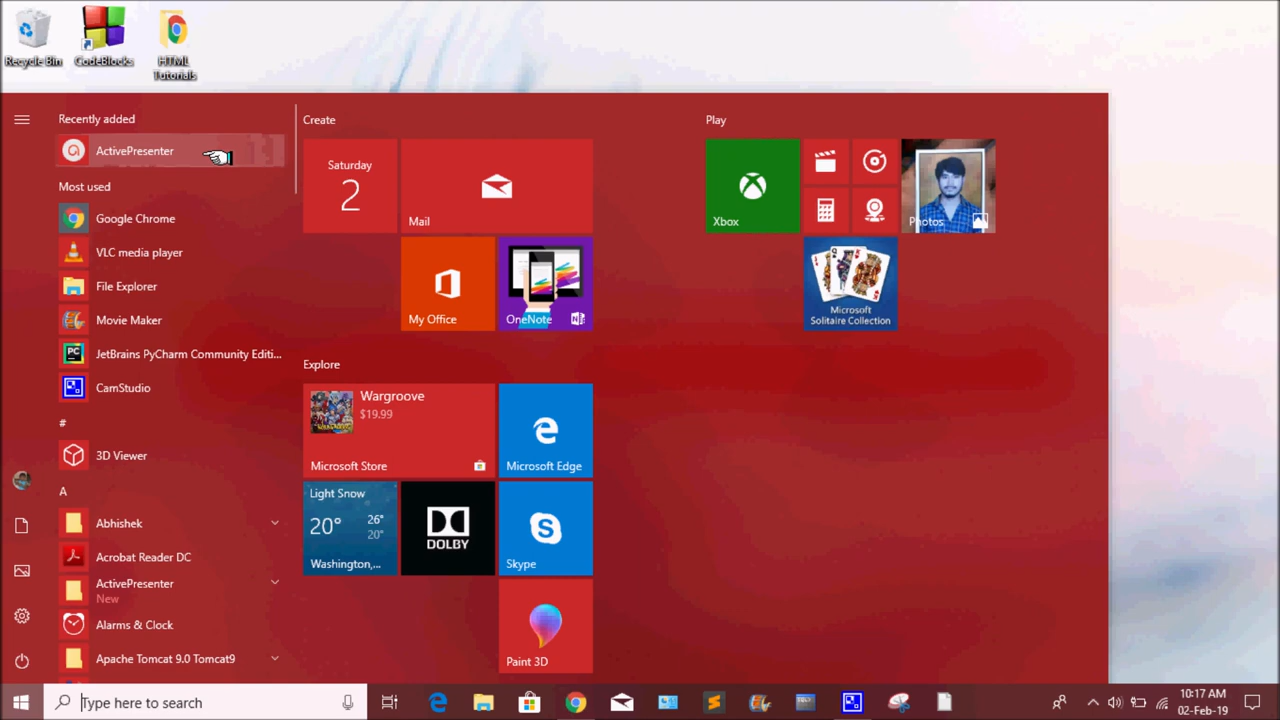 Recycle Bin
CodeBlocks
HTML
Tutorials
Recently added
ActivePresenter
Most used
Google Chrome
VLC media player
File Explorer
Movie Maker
JetBrains PyCharm Community Editi...
CamStudio
#
3D Viewer
A
Abhishek
Acrobat Reader DC
ActivePresenter
New
Alarms & Clock
Apache Tomcat 9.0 Tomcat9
Create
Saturday
2
Mail
My Office
OneNote
Explore
Wargroove
$19.99
Microsoft Store
Microsoft Edge
Light Snow
20° 26°
20°
Washington,...
DOLBY
Skype
Paint 3D
Play
Xbox
Photos
Microsoft
Solitaire Collection
Type here to search
10:17 AM
02-Feb-19